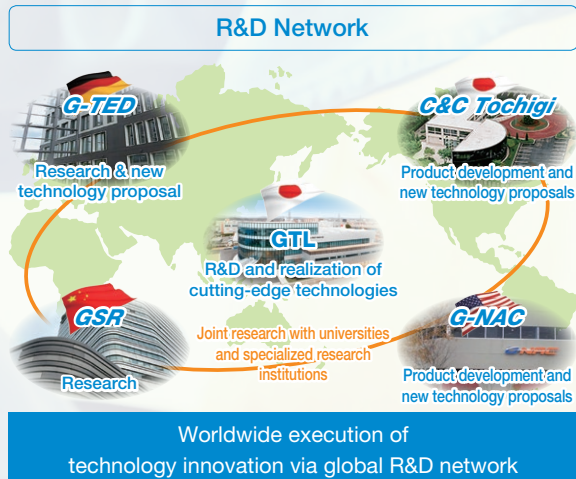 R&D Network
G-TED
Research & new
technology proposal
C&C Tochigi
Product development and
new technology proposals
GTL
R&D and realization of
cutting-edge technologies
GSR
Research
Joint research with universities
and specialized research
institutions
G-NAC
Product development and
new technology proposals
Worldwide execution of
technology innovation via global R&D network